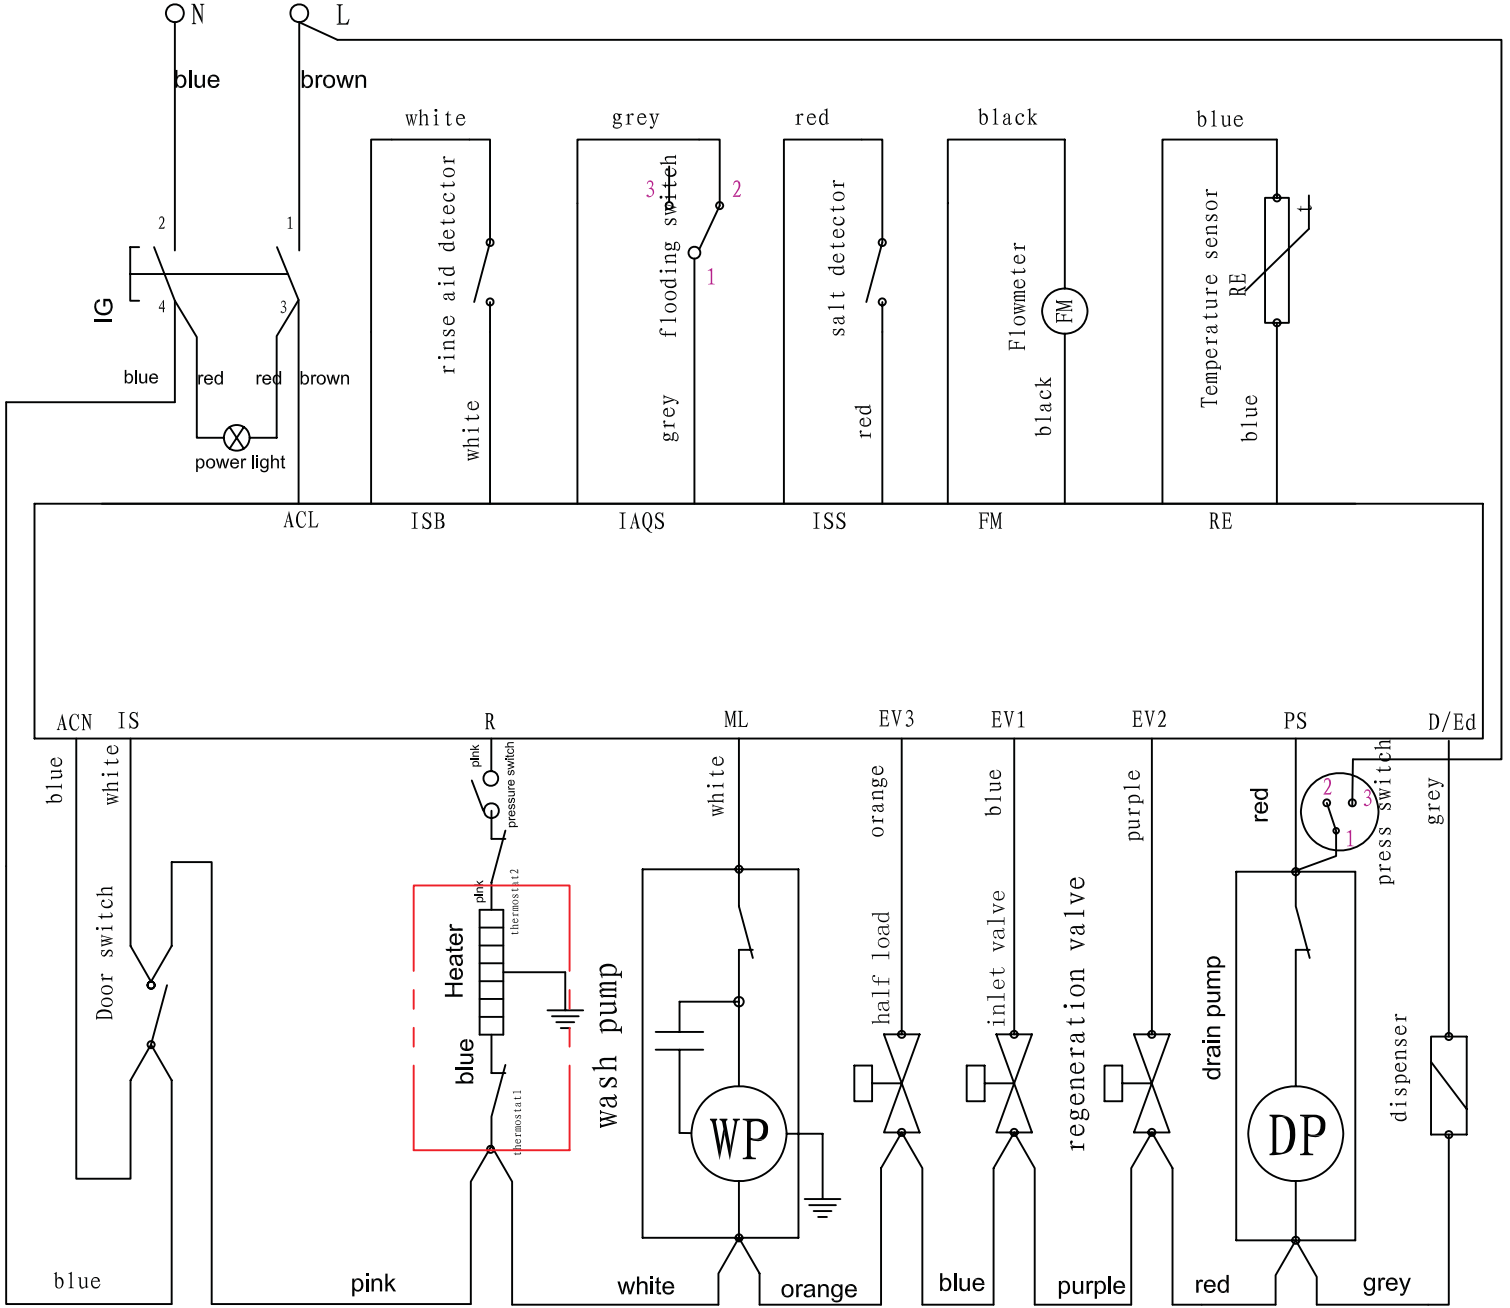 N
L
blue
brown
white
grey
red
black
blue
2
1
IG
4
3
blue
red
red
brown
power light
rinse aid detector
white
3
2
flooding switch
1
grey
salt detector
red
Flowmeter
FM
black
Temperature sensor
RE
t
blue
ACL
ISB
IAQS
ISS
FM
RE
ACN
IS
R
ML
EV3
EV1
EV2
PS
D/Ed
blue
white
Door switch
pInk
pressure switch
pInk
thermostat2
Heater
blue
thermostat1
white
wash pump
WP
orange
half load
blue
inlet valve
purple
regeneration valve
red
2
3
1
press switch
drain pump
DP
grey
dispenser
blue
pink
white
orange
blue
purple
red
grey